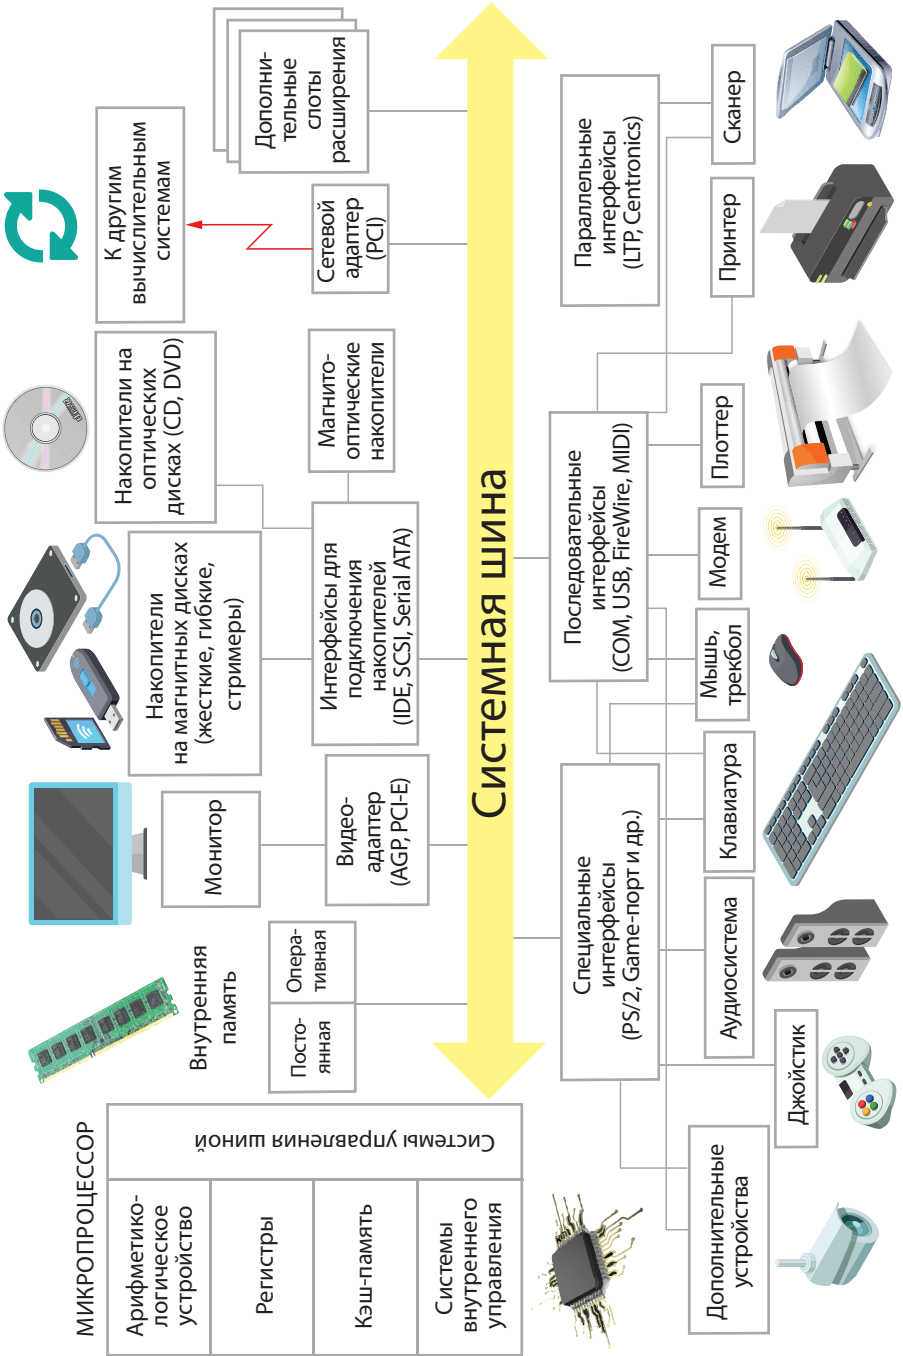 МИКРОПРОЦЕССОР
Арифметико-
логическое
устройство
Регистры
Кэш-память
Системы
внутреннего
управления
Системы управления шиной
Внутренняя
память
Посто-
янная
Опера-
тивная
Монитор
Видео-
адаптер
(AGP, PCI-E)
Накопители
на магнитных дисках
(жесткие, гибкие,
стримеры)
Накопители на
оптических
дисках (CD, DVD)
Интерфейсы для
подключения
накопителей
(IDE, SCSI, Serial ATA)
Магнито-
оптические
накопители
К другим
вычислительным
системам
Сетевой
адаптер
(PCI)
Дополни-
тельные
слоты
расширения
Системная шина
Специальные
интерфейсы
(PS/2, Game-порт и др.)
Последовательные
интерфейсы
(COM, USB, FireWire, MIDI)
Параллельные
интерфейсы
(LTP, Centronics)
Дополнительные
устройства
Джойстик
Аудиосистема
Клавиатура
Мышь,
трекбол
Модем
Плоттер
Принтер
Сканер